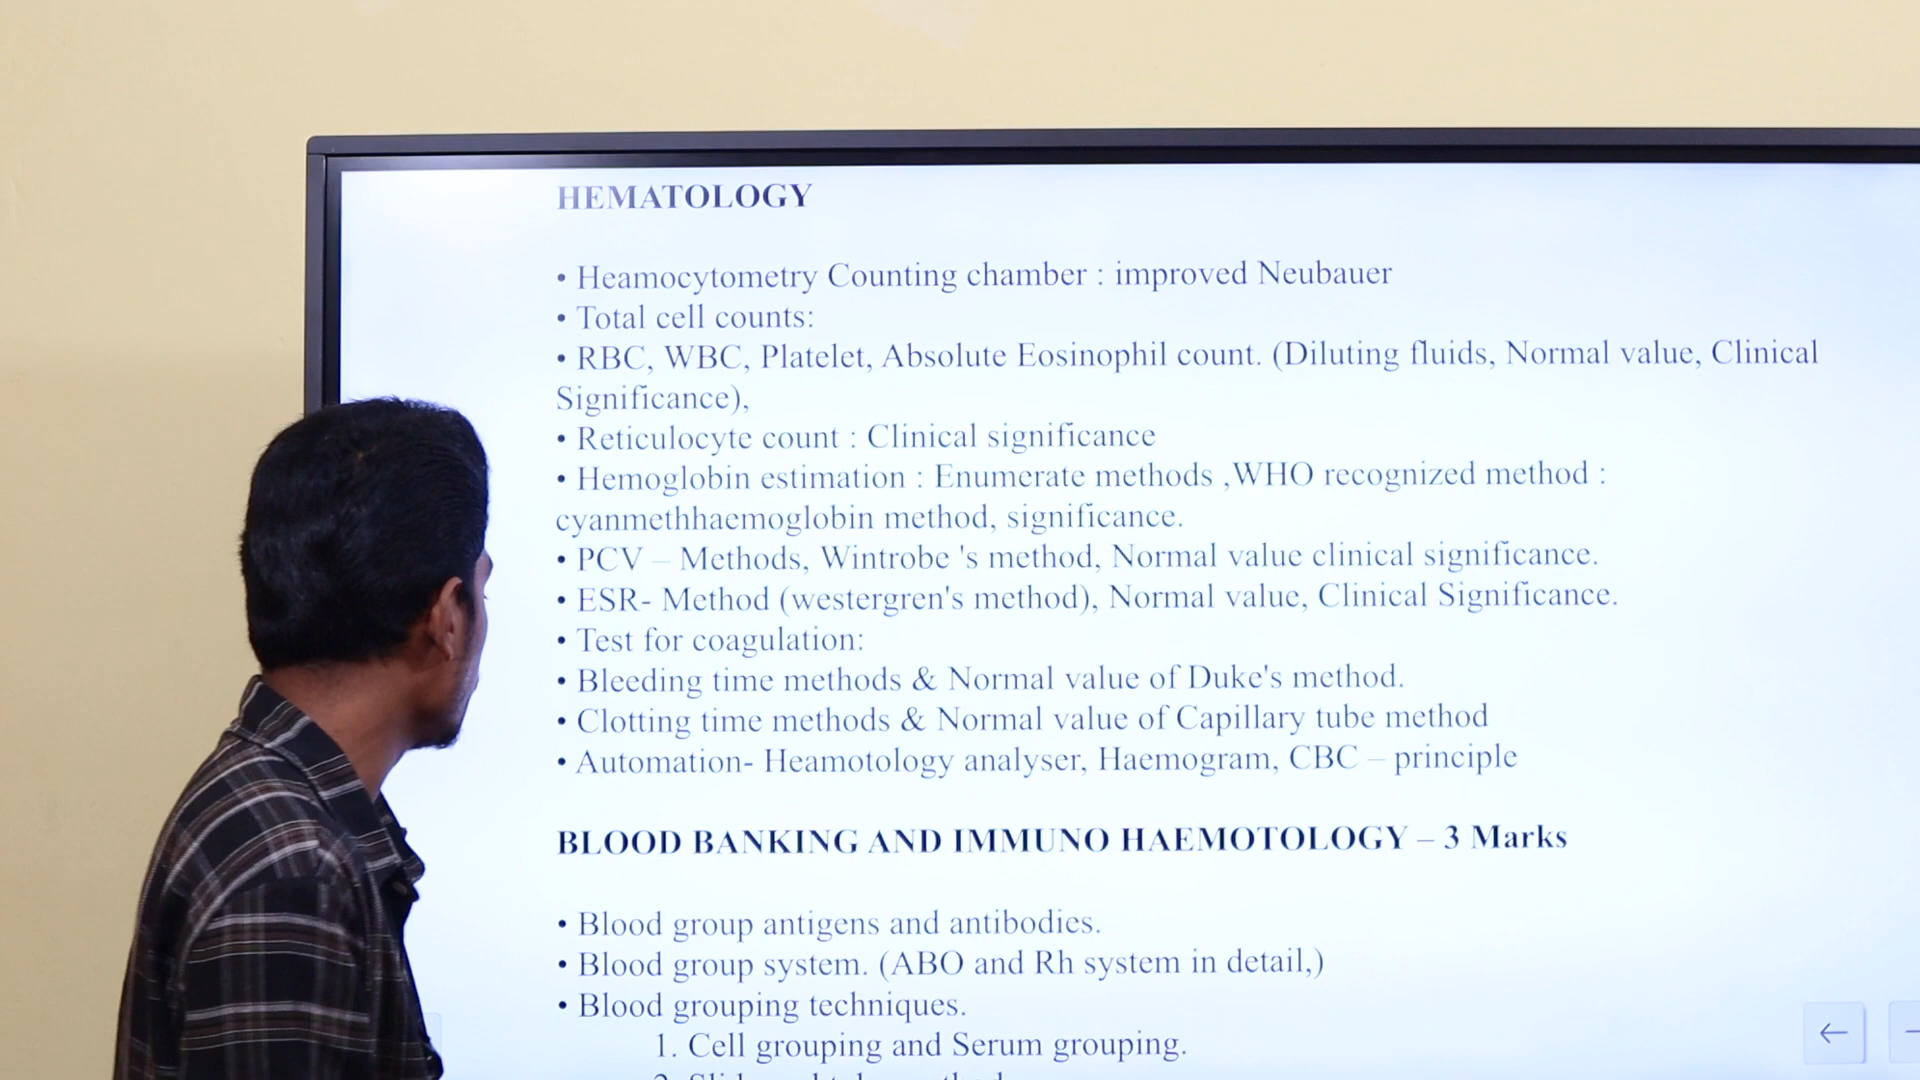 HEMATOLOGY
• Heamocytometry Counting chamber : improved Neubauer
• Total cell counts:
• RBC, WBC, Platelet, Absolute Eosinophil count. (Diluting fluids, Normal value, Clinical
Significance),
• Reticulocyte count : Clinical significance
• Hemoglobin estimation : Enumerate methods ,WHO recognized method :
cyanmethhaemoglobin method, significance.
• PCV – Methods, Wintrobe 's method, Normal value clinical significance.
• ESR- Method (westergren's method), Normal value, Clinical Significance.
• Test for coagulation:
• Bleeding time methods & Normal value of Duke's method.
• Clotting time methods & Normal value of Capillary tube method
• Automation- Heamotology analyser, Haemogram, CBC – principle
BLOOD BANKING AND IMMUNO HAEMOTOLOGY – 3 Marks
• Blood group antigens and antibodies.
• Blood group system. (ABO and Rh system in detail,)
• Blood grouping techniques.
1. Cell grouping and Serum grouping.